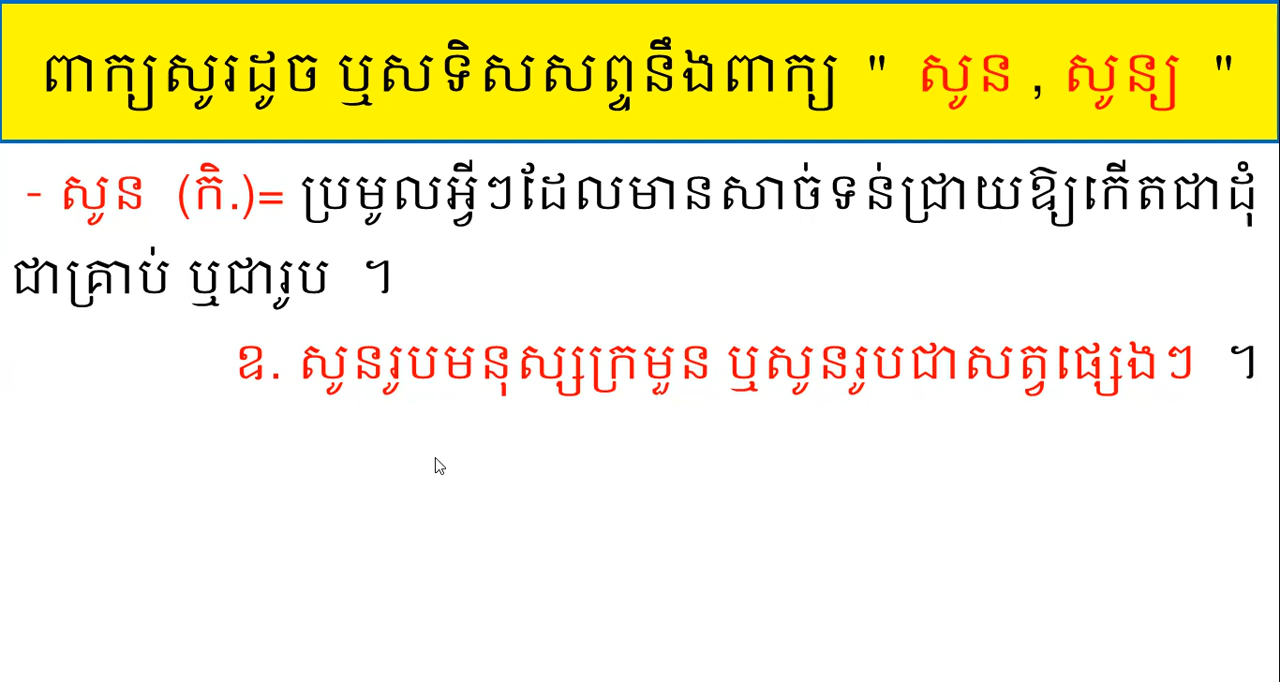 ពាក្យសូរដូច ឬសទិសសព្ទនឹងពាក្យ " សូន , សូន្យ "
- សូន (កិ.)= ប្រមូលអ្វីៗដែលមានសាច់ទន់ជ្រាយឱ្យកើតជាដុំ
ជាគ្រាប់ ឬជារូប ។
ឧ. សូនរូបមនុស្សក្រមួន ឬសូនរូបជាសត្វផ្សេងៗ ។